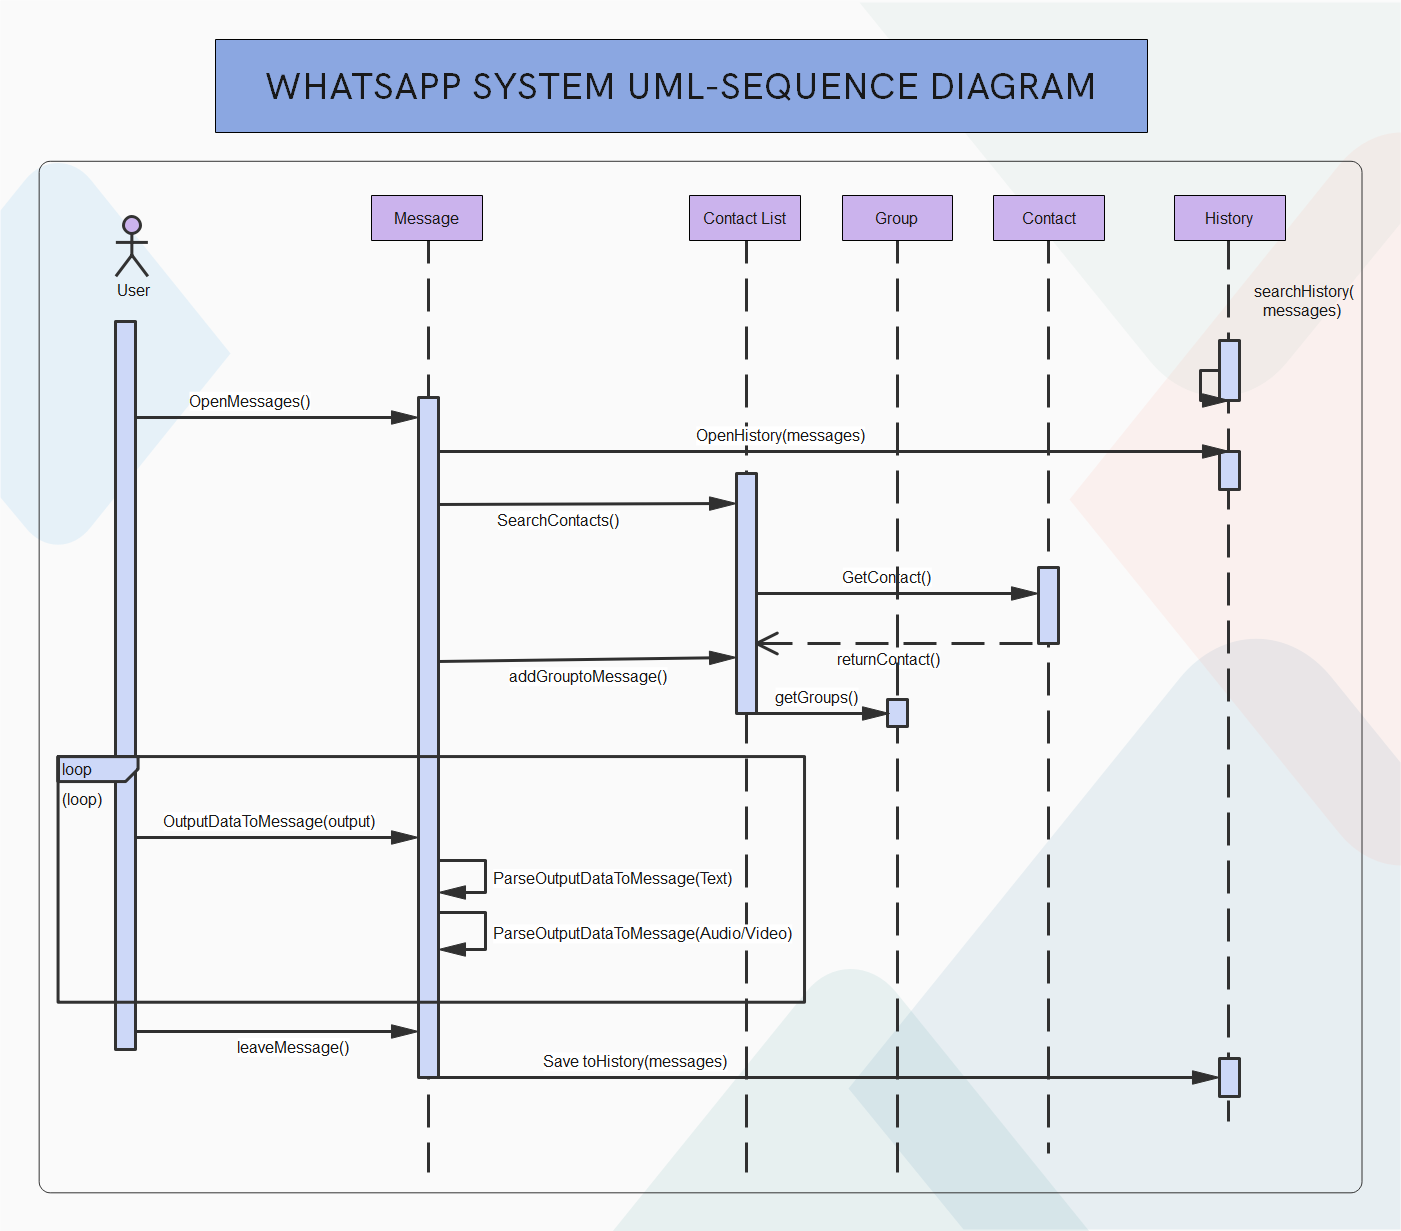 WHATSAPP SYSTEM UML-SEQUENCE DIAGRAM
Message
Contact List
Group
Contact
History
User
searchHistory(
messages)
OpenMessages()
OpenHistory(messages)
SearchContacts()
GetContact()
returnContact()
addGrouptoMessage()
getGroups()
loop
(loop)
OutputDataToMessage(output)
ParseOutputDataToMessage(Text)
ParseOutputDataToMessage(Audio/Video)
leaveMessage()
Save toHistory(messages)